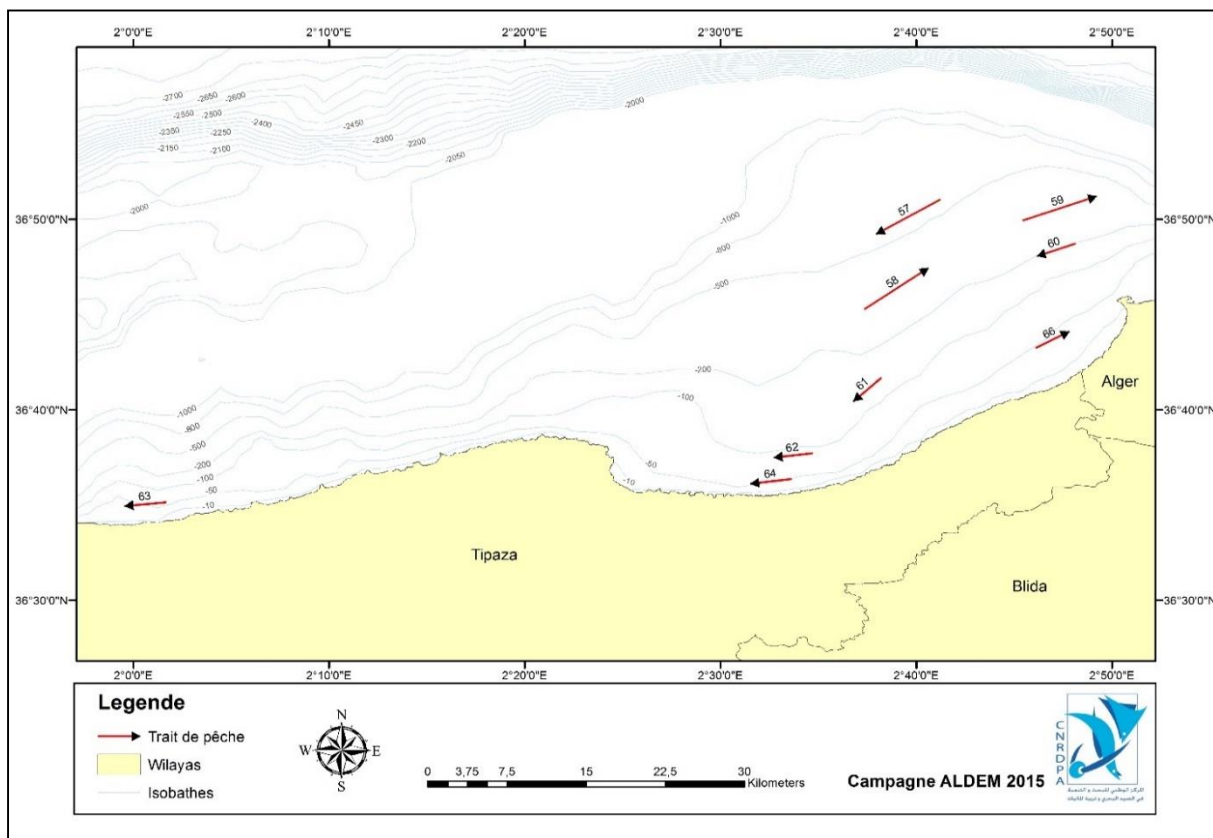 2°0'0"E 2°10'0"E 2°20'0"E 2°30'0"E 2°40'0"E 2°50'0"E
-2700 -2650 -2600
-2550 -2500
-2350 -2250 -2400 -2450
-2150 -2100 -2300 -2200
-2050
-2000
36°50'0"N 36°50'0"N
-2000
-1000
-800
-500
57
59
60
58
66
61
-200
-100
Alger
36°40'0"N 36°40'0"N
-1000
-800
-500
-200
-100
-50
-10
62
-50
64
-10
63
Tipaza
Blida
36°30'0"N 36°30'0"N
2°0'0"E 2°10'0"E 2°20'0"E 2°30'0"E 2°40'0"E 2°50'0"E
Legende
Trait de pêche
Wilayas
Isobathes
N
W E
S
0 3,75 7,5 15 22,5 30
Kilometers
Campagne ALDEM 2015
CNRDPA